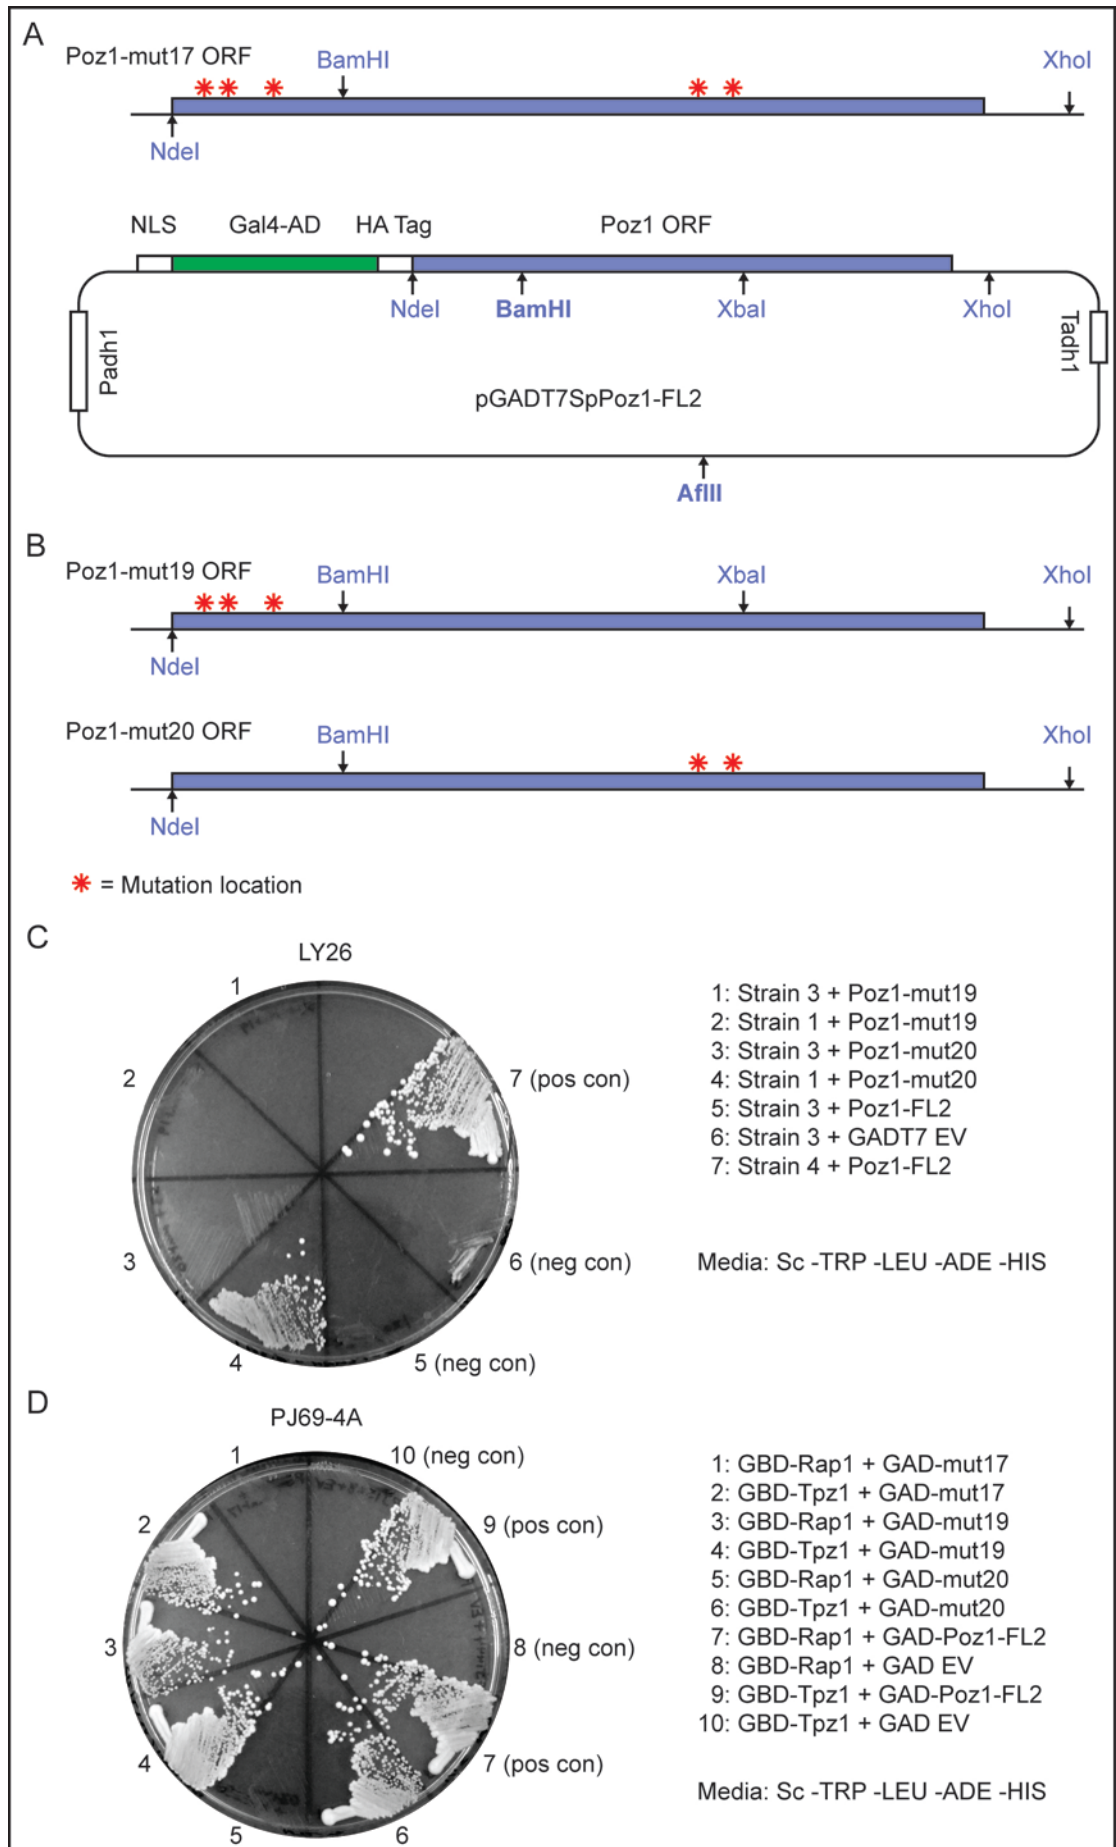 A
Poz1-mut17 ORF
BamHI
XhoI
NdeI
NLS
Gal4-AD
HA Tag
Poz1 ORF
NdeI
BamHI
XbaI
XhoI
Padh1
Tadh1
pGADT7SpPoz1-FL2
AflII
B
Poz1-mut19 ORF
BamHI
XbaI
XhoI
NdeI
Poz1-mut20 ORF
BamHI
XhoI
NdeI
= Mutation location
C
LY26
1
2
3
4
5 (neg con)
6 (neg con)
7 (pos con)
1: Strain 3 + Poz1-mut19
2: Strain 1 + Poz1-mut19
3: Strain 3 + Poz1-mut20
4: Strain 1 + Poz1-mut20
5: Strain 3 + Poz1-FL2
6: Strain 3 + GADT7 EV
7: Strain 4 + Poz1-FL2
Media: Sc -TRP -LEU -ADE -HIS
D
PJ69-4A
1
2
3
4
5
6
7 (pos con)
8 (neg con)
9 (pos con)
10 (neg con)
1: GBD-Rap1 + GAD-mut17
2: GBD-Tpz1 + GAD-mut17
3: GBD-Rap1 + GAD-mut19
4: GBD-Tpz1 + GAD-mut19
5: GBD-Rap1 + GAD-mut20
6: GBD-Tpz1 + GAD-mut20
7: GBD-Rap1 + GAD-Poz1-FL2
8: GBD-Rap1 + GAD EV
9: GBD-Tpz1 + GAD-Poz1-FL2
10: GBD-Tpz1 + GAD EV
Media: Sc -TRP -LEU -ADE -HIS